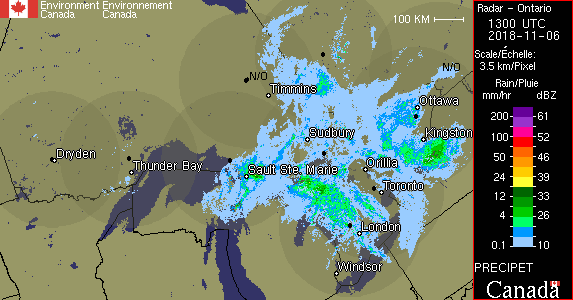 Environment Environnement
Canada Canada
100 KM
N/O
N/O
Timmins
Ottawa
Sudbury
Kingston
Dryden
Thunder Bay
Sault Ste. Marie
Orillia
Toronto
London
Windsor
Radar - Ontario
1300 UTC
2018-11-06
Scale/Échelle:
3.5 km/Pixel
Rain/Pluie
mm/hr dBZ
200 61
100 52
50 46
24 39
12 33
4 26
0.1 10
PRECIPET
Canada